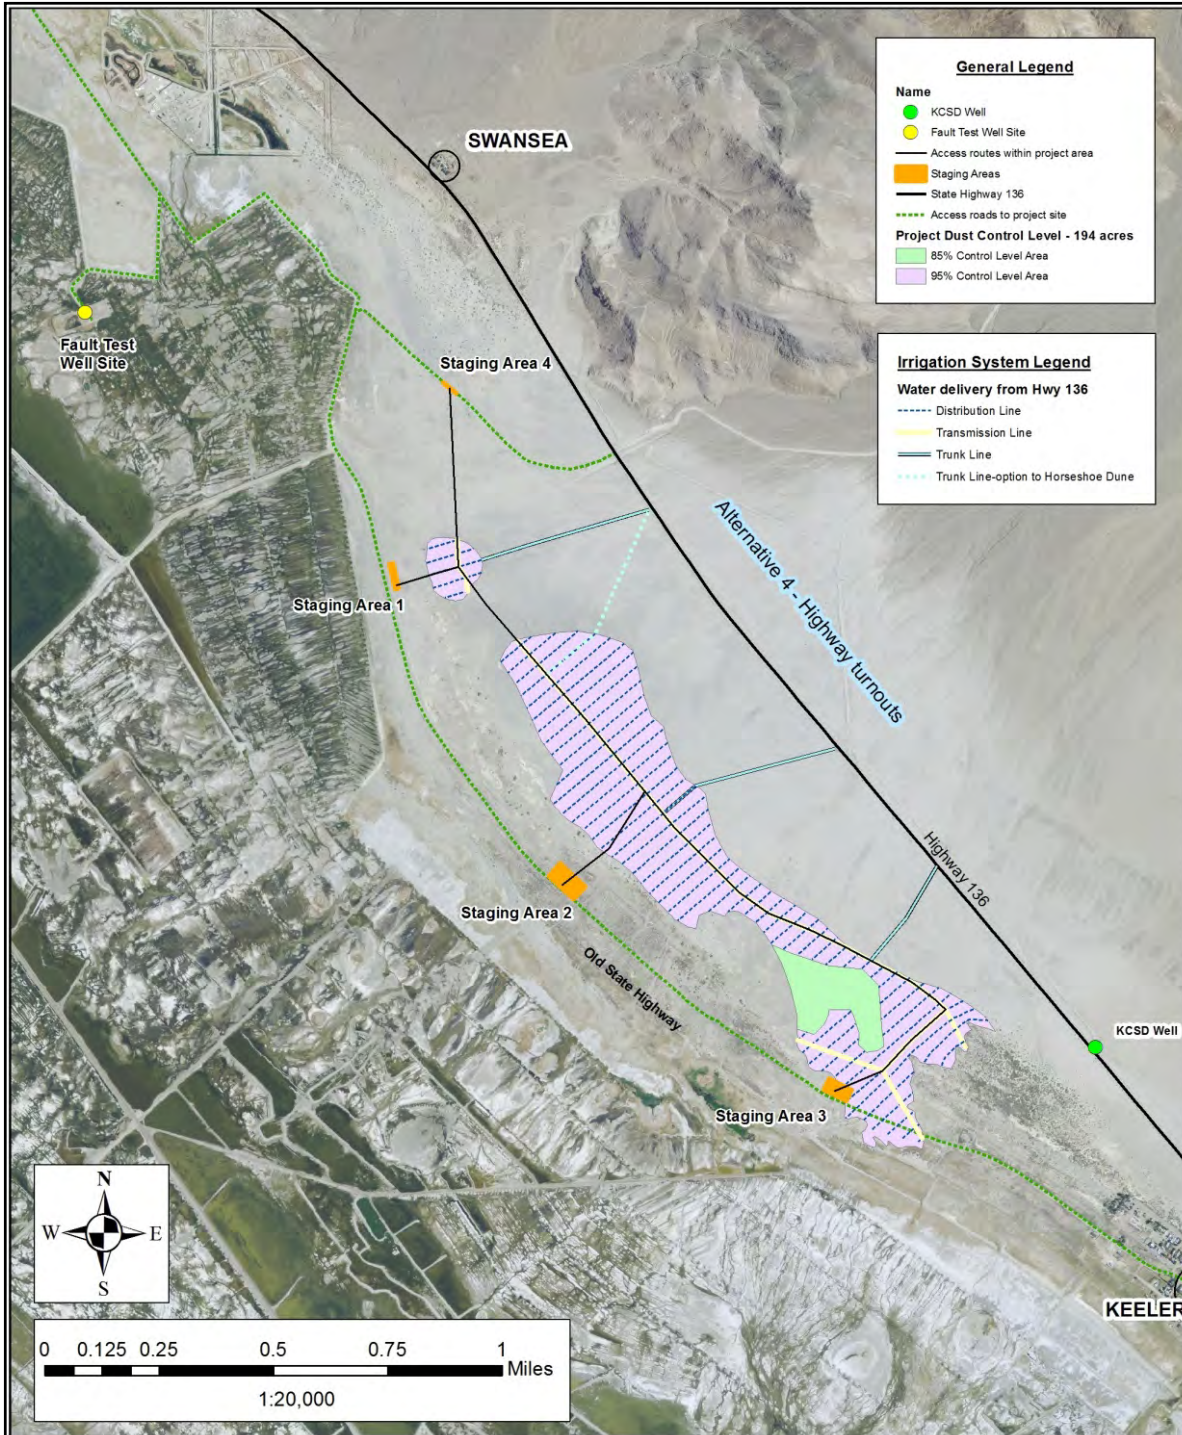 General Legend
Name
KCSD Well
Fault Test Well Site
Access routes within project area
Staging Areas
State Highway 136
Access roads to project site
Project Dust Control Level - 194 acres
85% Control Level Area
95% Control Level Area
SWANSEA
Irrigation System Legend
Water delivery from Hwy 136
Distribution Line
Transmission Line
Trunk Line
Trunk Line-option to Horseshoe Dune
Fault Test
Well Site
Staging Area 4
Alternative 4 - Highway turnouts
Staging Area 1
Highway 136
Staging Area 2
Old State Highway
KCSD Well
Staging Area 3
N
W E
S
KEELER
0 0.125 0.25 0.5 0.75 1
Miles
1:20,000